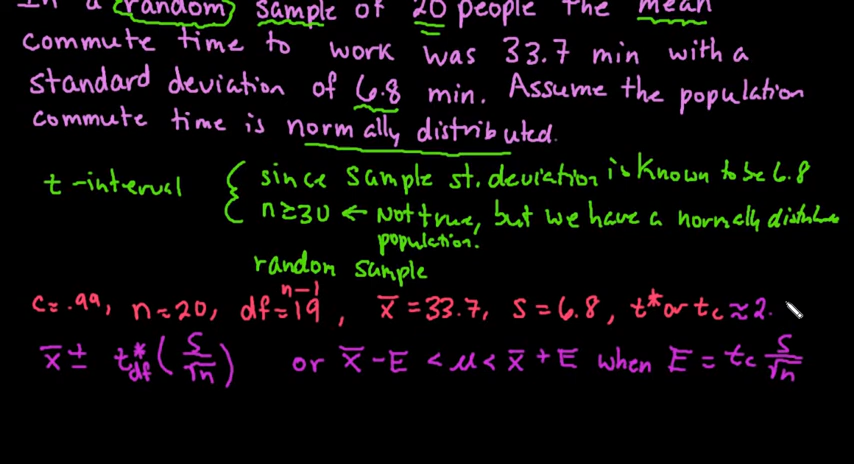 In a random sample of 20 people the mean
commute time to work was 33.7 min with a
standard deviation of 6.8 min. Assume the population
commute time is normally distributed.
t-interval { since sample st. deviation is known to be 6.8
n≥30 ← Not true, but we have a normally distributed
population.
random sample
n-1
c=.99, n=20, df=19, x̄=33.7, s=6.8, t* or tc≈2.
x̄ ± t*df (s/√n) or x̄-E < μ < x̄+E when E = tc s/√n